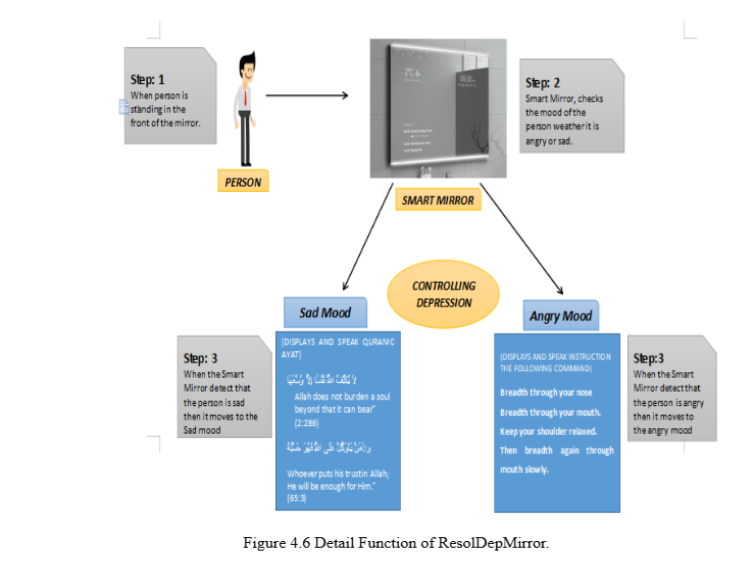 Step: 1
When person is
standing in the
front of the mirror.
PERSON
SMART MIRROR
Step: 2
Smart Mirror, checks
the mood of the
person weather it is
angry or sad.
CONTROLLING
DEPRESSION
Sad Mood
Angry Mood
Step: 3
When the Smart
Mirror detect that
the person is sad
then it moves to the
Sad mood
(DISPLAYS AND SPEAK QURANIC
AYAT)
لَا يُكَلِّفُ اللَّهُ نَفْسًا إِلَّا وُسْعَهَا
Allah does not burden a soul
beyond that it can bear"
(2:286)
وَمَنْ يَتَوَكَّلْ عَلَى اللَّهِ فَهُوَ حَسْبُهُ
Whoever puts his trust in Allah;
He will be enough for Him."
(65:3)
(DISPLAYS AND SPEAK INSTRUCTION
THE FOLLOWING COMMAND)
Breadth through your nose
Breadth through your mouth.
Keep your shoulder relaxed.
Then breadth again through
mouth slowly.
Step:3
When the Smart
Mirror detect that
the person is angry
then it moves to
the angry mood
Figure 4.6 Detail Function of ResolDepMirror.